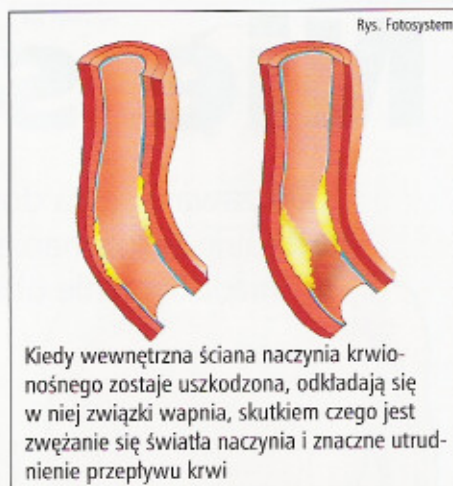 Rys. Fotosystem
Kiedy wewnętrzna ściana naczynia krwio-
nośnego zostaje uszkodzona, odkładają się
w niej związki wapnia, skutkiem czego jest
zwężanie się światła naczynia i znaczne utrud-
nienie przepływu krwi